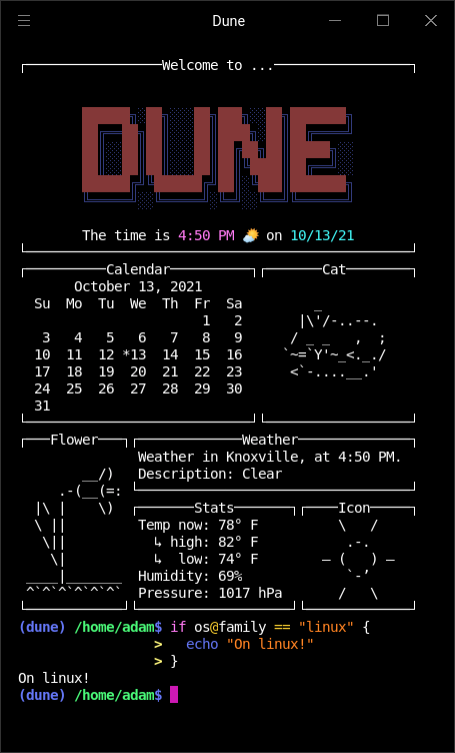 Dune
Welcome to ...
DUNE
The time is 4:50 PM 🌤 on 10/13/21
Calendar
October 13, 2021
Su Mo Tu We Th Fr Sa
1 2
3 4 5 6 7 8 9
10 11 12 *13 14 15 16
17 18 19 20 21 22 23
24 25 26 27 28 29 30
31
Cat
Flower
Weather
Weather in Knoxville, at 4:50 PM.
Description: Clear
Stats
Temp now: 78° F
↳ high: 82° F
↳ low: 74° F
Humidity: 69%
Pressure: 1017 hPa
Icon
(dune) /home/adam$ if os@family == "linux" {
> echo "On linux!"
> }
On linux!
(dune) /home/adam$